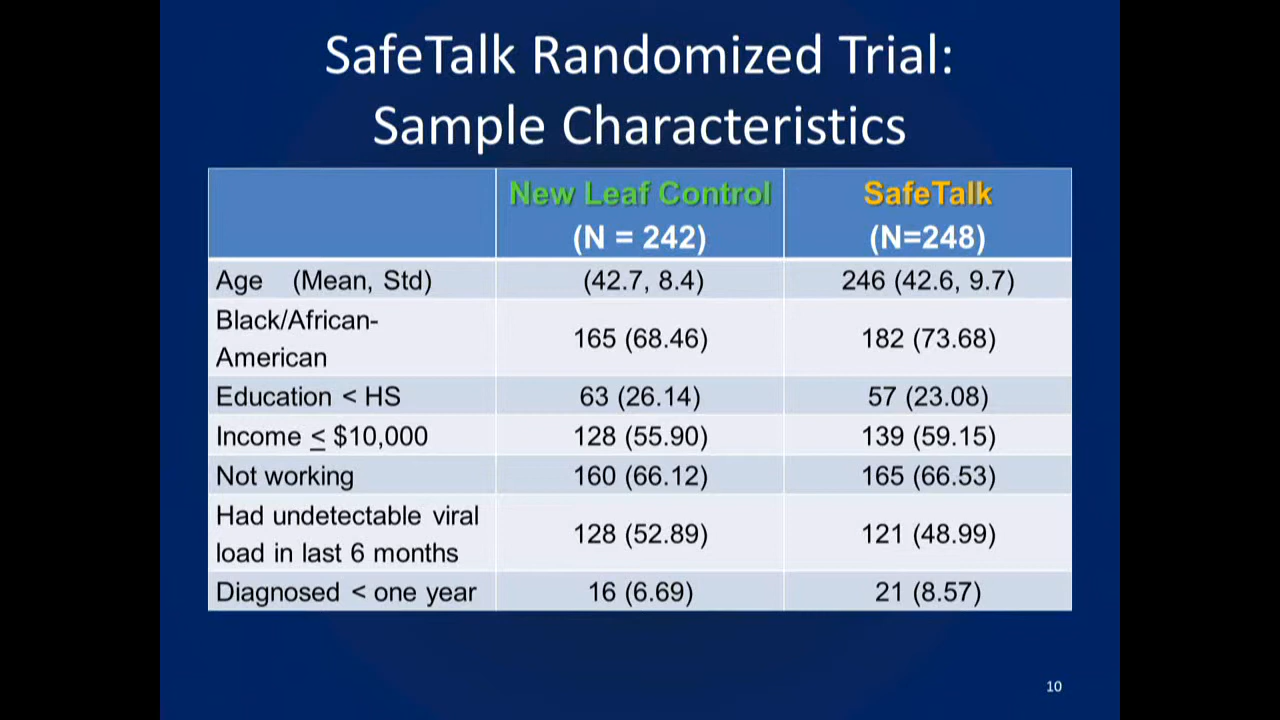 SafeTalk Randomized Trial:
Sample Characteristics
New Leaf Control SafeTalk
(N = 242) (N=248)
Age (Mean, Std) (42.7, 8.4) 246 (42.6, 9.7)
Black/African-
American 165 (68.46) 182 (73.68)
Education < HS 63 (26.14) 57 (23.08)
Income ≤ $10,000 128 (55.90) 139 (59.15)
Not working 160 (66.12) 165 (66.53)
Had undetectable viral
load in last 6 months 128 (52.89) 121 (48.99)
Diagnosed < one year 16 (6.69) 21 (8.57)
10